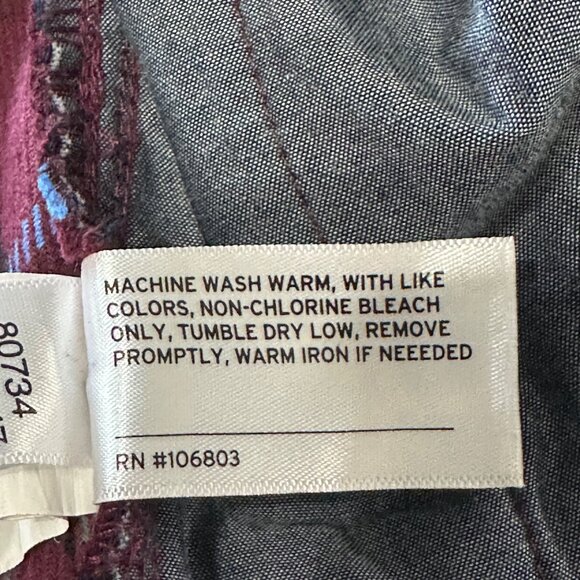 MACHINE WASH WARM, WITH LIKE
COLORS, NON-CHLORINE BLEACH
ONLY, TUMBLE DRY LOW, REMOVE
PROMPTLY, WARM IRON IF NEEEDED
RN #106803
80734